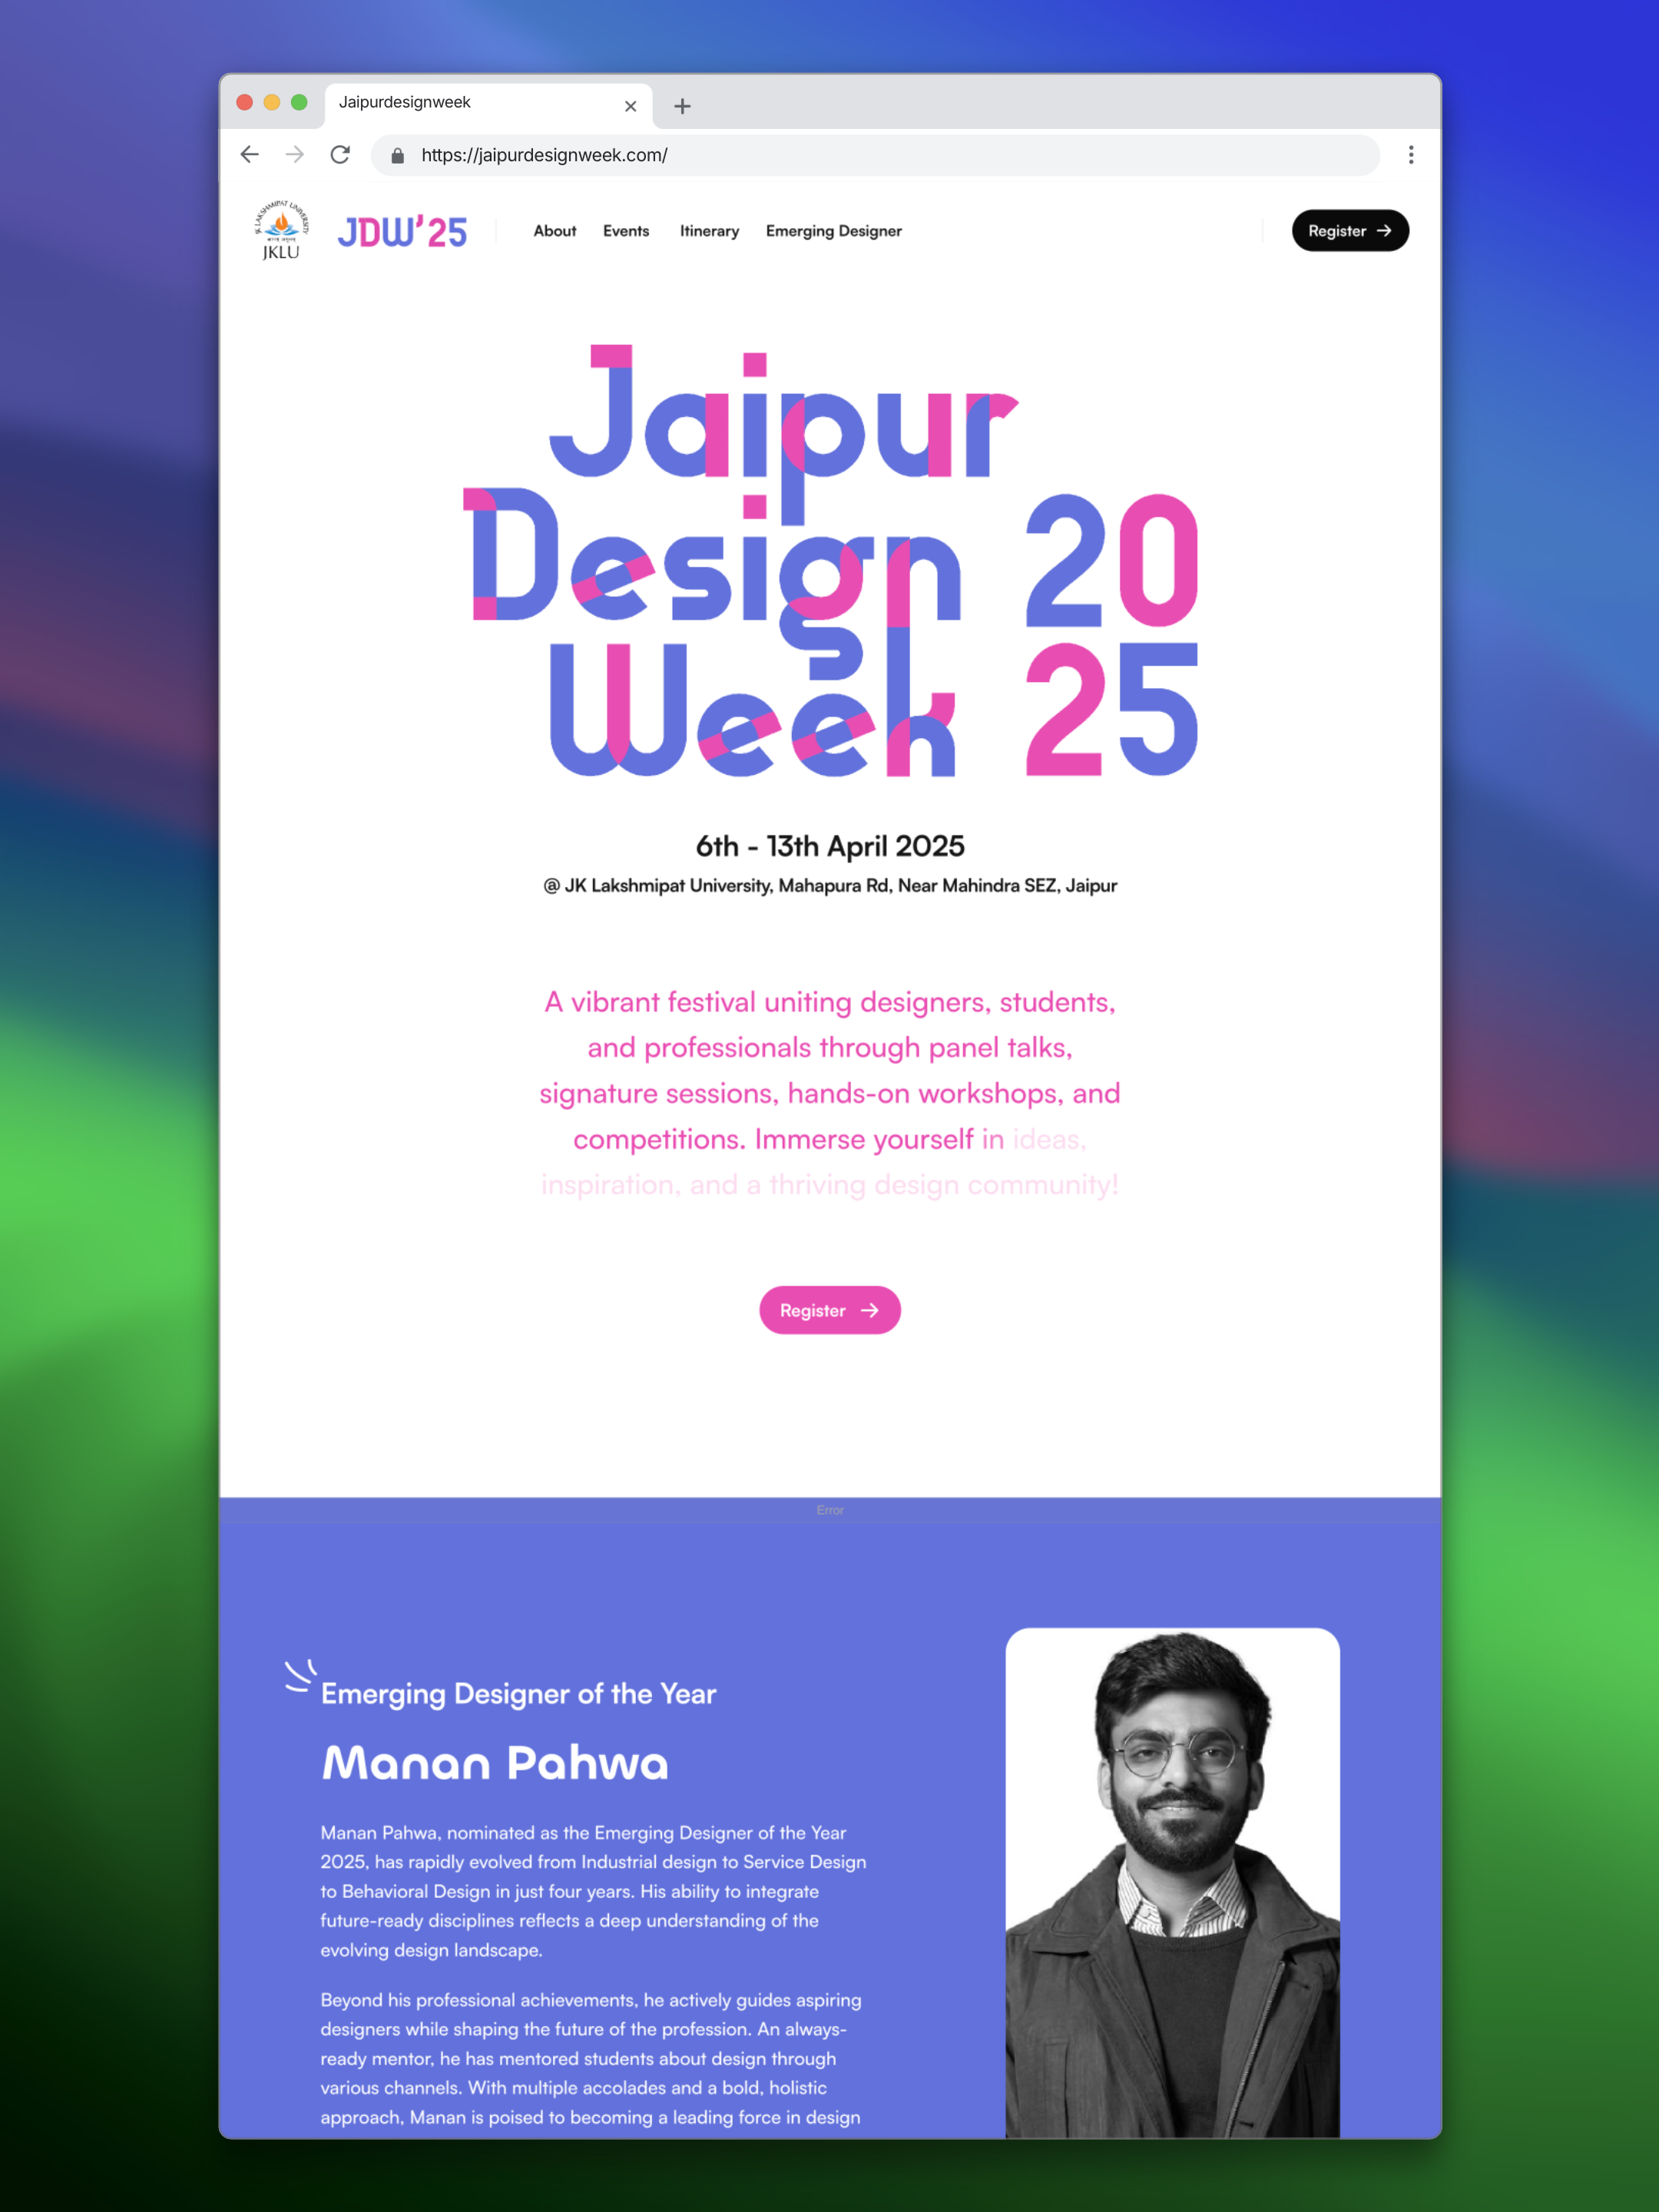 Jaipurdesignweek
https://jaipurdesignweek.com/
JK LAKSHMIPAT UNIVERSITY
JKLU
JDW'25
About
Events
Itinerary
Emerging Designer
Register
Jaipur
Design 20
Week 25
6th - 13th April 2025
@ JK Lakshmipat University, Mahapura Rd, Near Mahindra SEZ, Jaipur
A vibrant festival uniting designers, students,
and professionals through panel talks,
signature sessions, hands-on workshops, and
competitions. Immerse yourself in ideas,
inspiration, and a thriving design community!
Register
Error
Emerging Designer of the Year
Manan Pahwa
Manan Pahwa, nominated as the Emerging Designer of the Year
2025, has rapidly evolved from Industrial design to Service Design
to Behavioral Design in just four years. His ability to integrate
future-ready disciplines reflects a deep understanding of the
evolving design landscape.
Beyond his professional achievements, he actively guides aspiring
designers while shaping the future of the profession. An always-
ready mentor, he has mentored students about design through
various channels. With multiple accolades and a bold, holistic
approach, Manan is poised to becoming a leading force in design